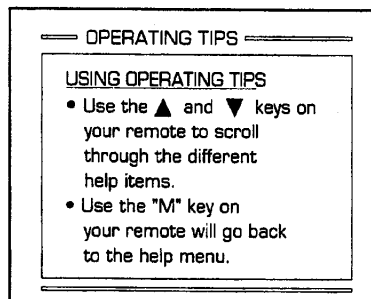 OPERATING TIPS
USING OPERATING TIPS
• Use the ▲ and ▼ keys on
your remote to scroll
through the different
help items.
• Use the "M" key on
your remote will go back
to the help menu.